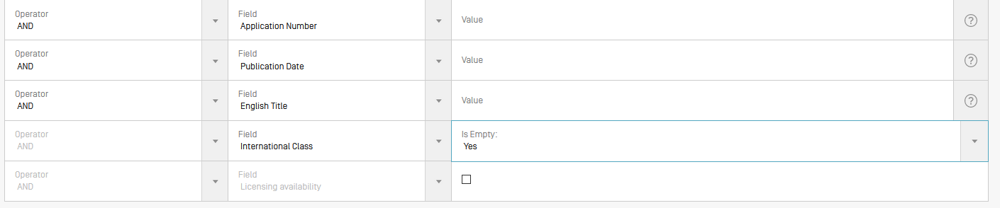 Operator
AND
Field
Application Number
Value
?
Operator
AND
Field
Publication Date
Value
?
Operator
AND
Field
English Title
Value
?
Operator
AND
Field
International Class
Is Empty:
Yes
Operator
AND
Field
Licensing availability